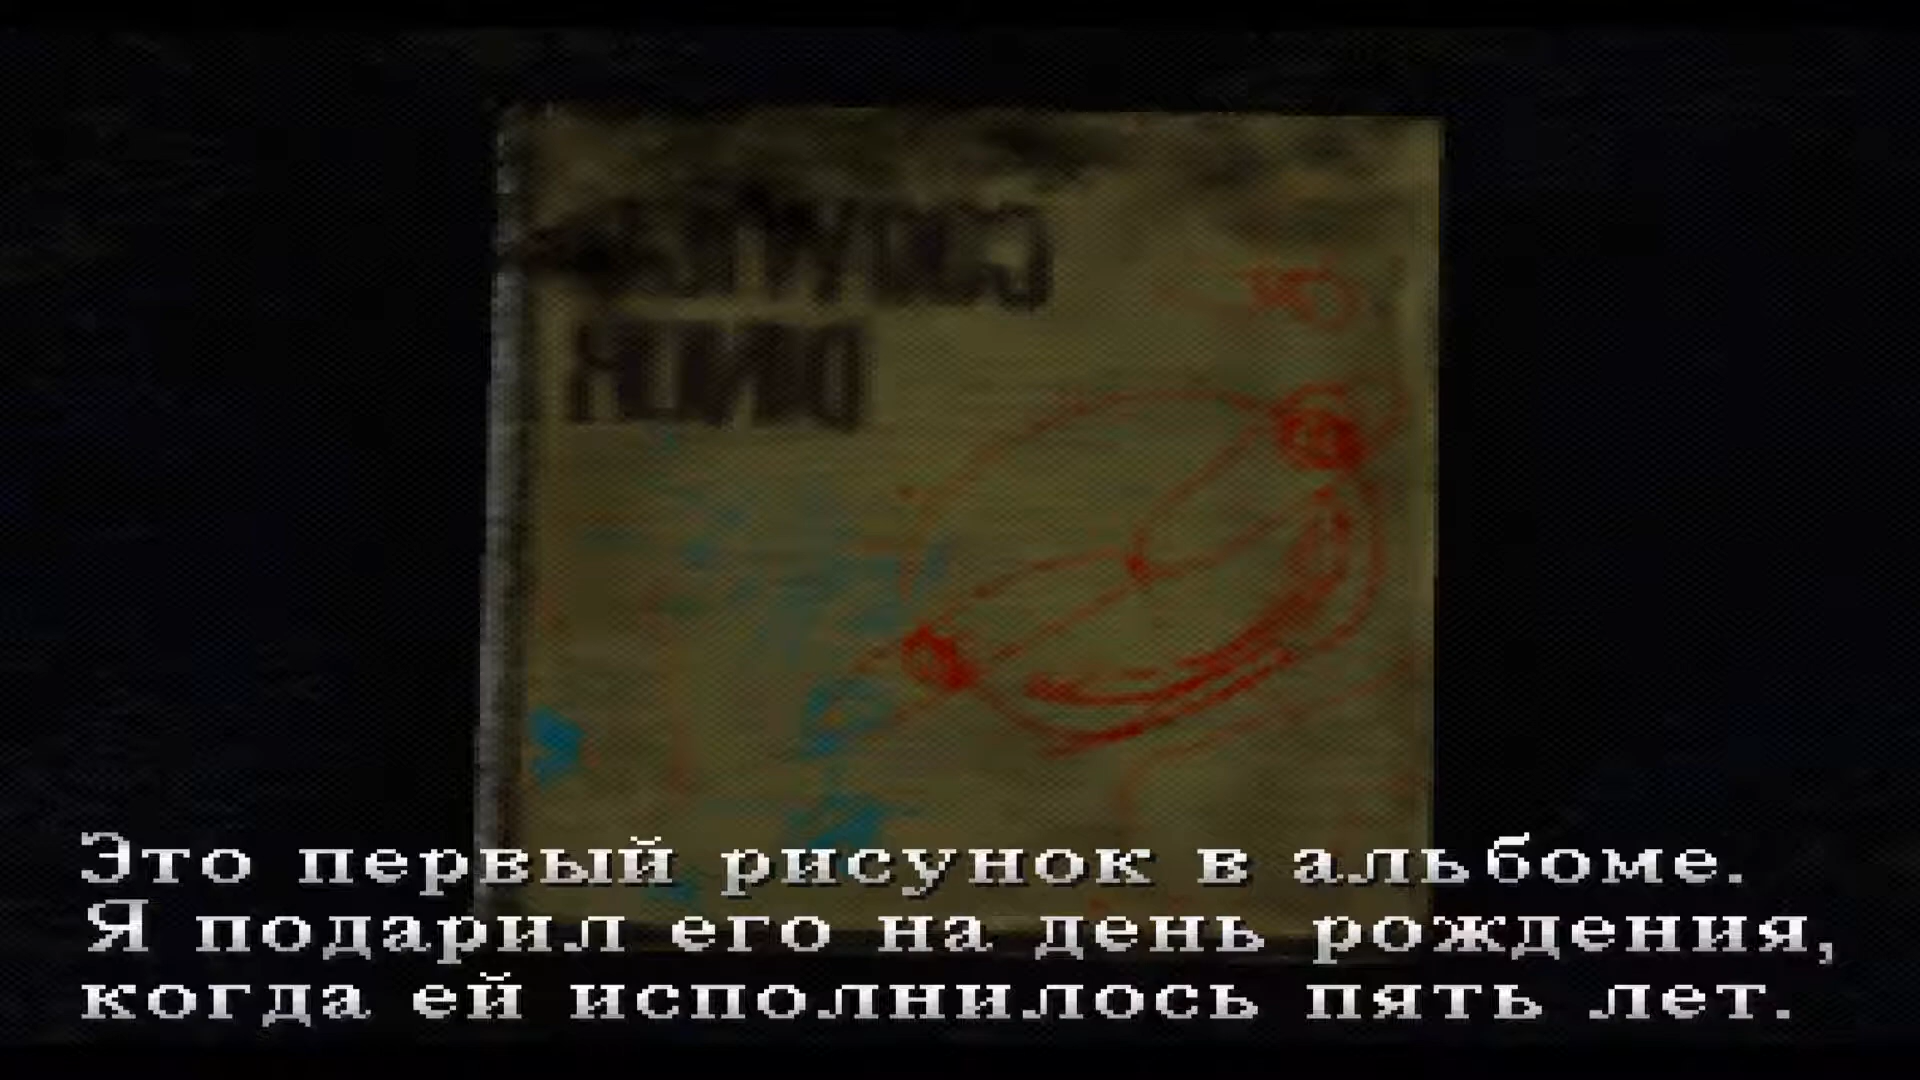 Это первый рисунок в альбоме.
Я подарил его на день рождения,
когда ей исполнилось пять лет.